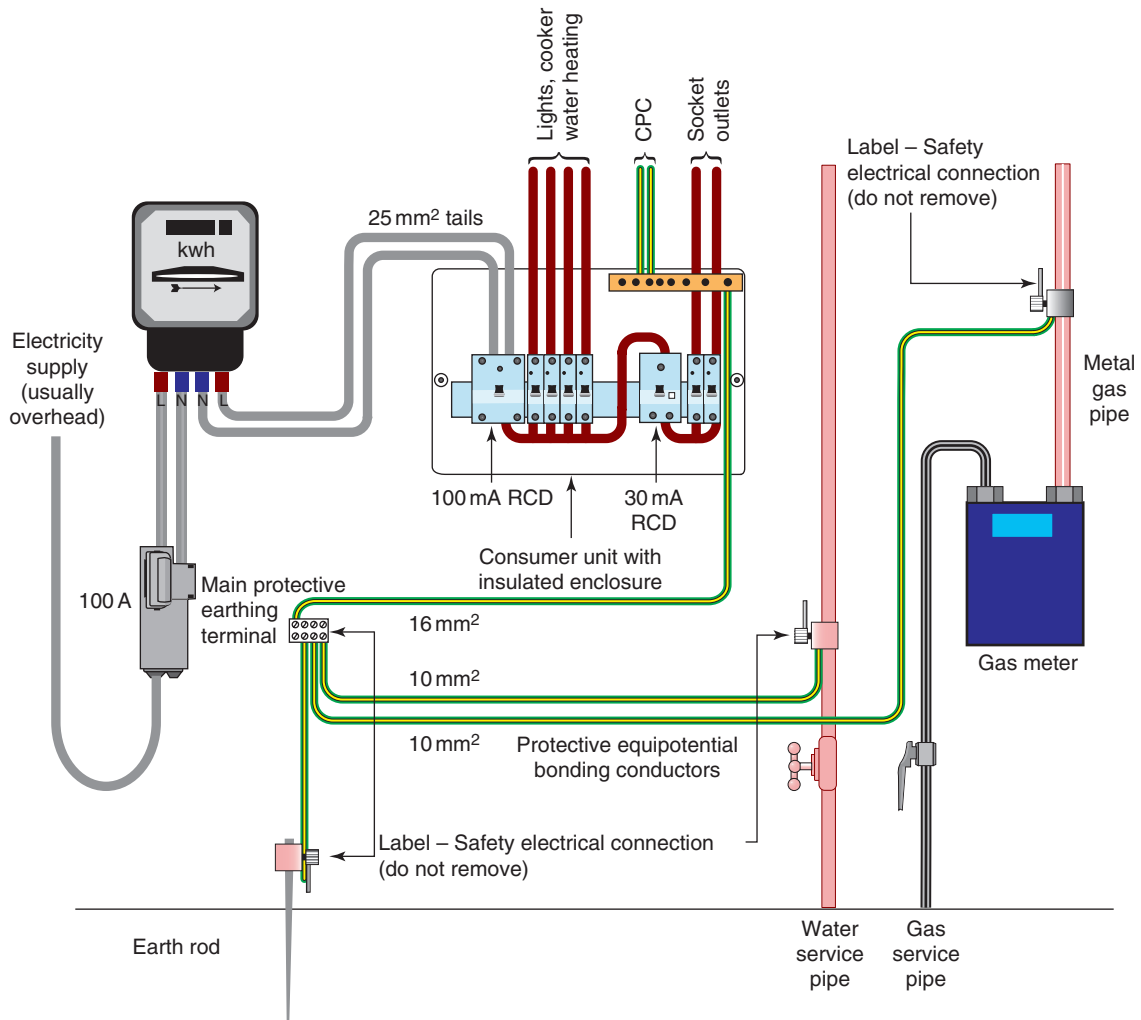 Lights, cooker
water heating
CPC
Socket
outlets
Label – Safety
electrical connection
(do not remove)
25 mm² tails
kwh
Electricity
supply
(usually
overhead)
L
N
N
L
Metal
gas
pipe
100 mA RCD
30 mA
RCD
Consumer unit with
insulated enclosure
100 A
Main protective
earthing
terminal
16 mm²
Gas meter
10 mm²
10 mm²
Protective equipotential
bonding conductors
Label – Safety electrical connection
(do not remove)
Earth rod
Water
service
pipe
Gas
service
pipe